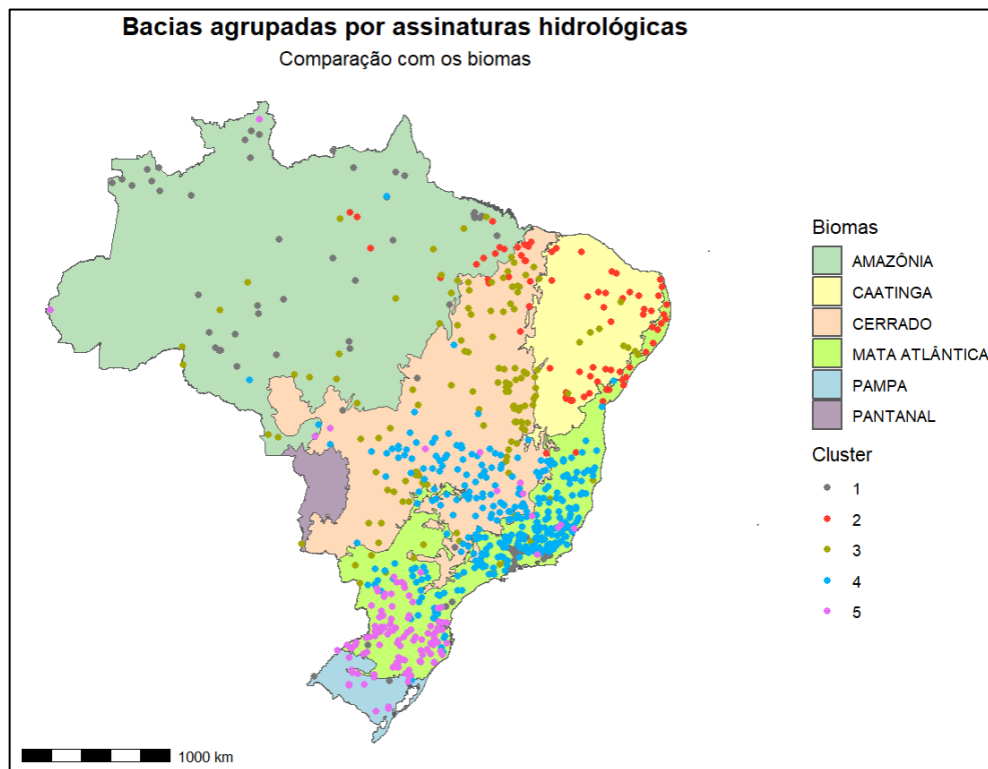 Bacias agrupadas por assinaturas hidrológicas
Comparação com os biomas
Biomas
AMAZÔNIA
CAATINGA
CERRADO
MATA ATLÂNTICA
PAMPA
PANTANAL
Cluster
1
2
3
4
5
1000 km